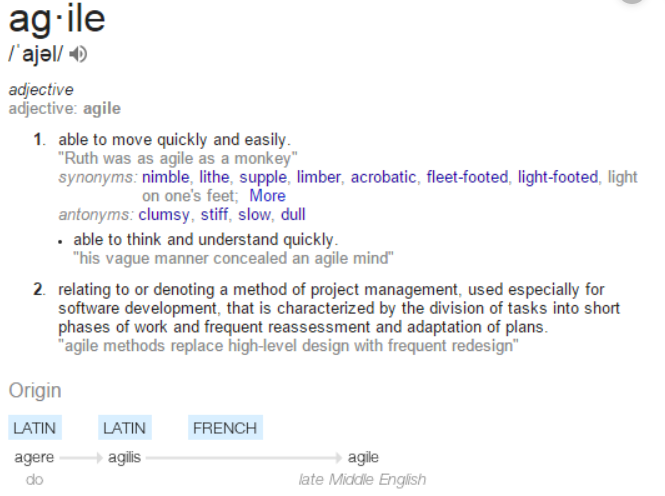 ag·ile
/ˈajəl/
adjective
adjective: agile
1. able to move quickly and easily.
"Ruth was as agile as a monkey"
synonyms: nimble, lithe, supple, limber, acrobatic, fleet-footed, light-footed, light
on one's feet; More
antonyms: clumsy, stiff, slow, dull
• able to think and understand quickly.
"his vague manner concealed an agile mind"
2. relating to or denoting a method of project management, used especially for
software development, that is characterized by the division of tasks into short
phases of work and frequent reassessment and adaptation of plans.
"agile methods replace high-level design with frequent redesign"
Origin
LATIN LATIN FRENCH
agere agilis agile
do late Middle English